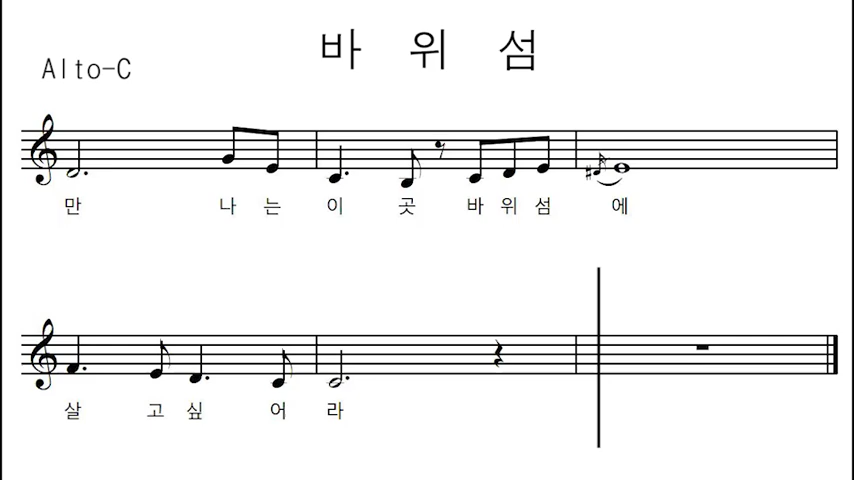 바 위 섬
Alto-C
만 나 는 이 곳 바 위 섬 에
살 고 싶 어 라